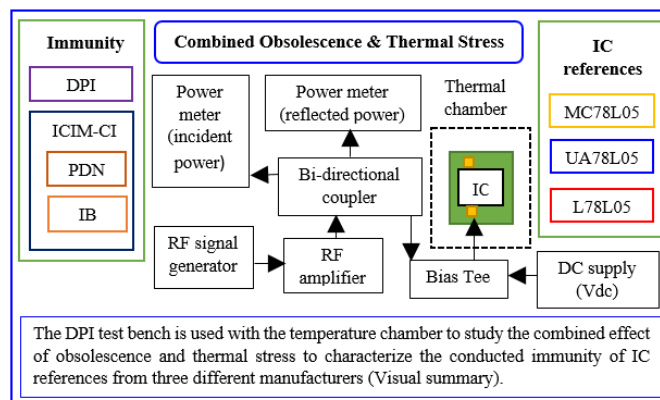 Immunity
DPI
ICIM-CI
PDN
IB
Combined Obsolescence & Thermal Stress
Power
meter
(incident
power)
Power meter
(reflected power)
Bi-directional
coupler
RF signal
generator
RF
amplifier
Thermal
chamber
IC
Bias Tee
DC supply
(Vdc)
IC
references
MC78L05
UA78L05
L78L05
The DPI test bench is used with the temperature chamber to study the combined effect
of obsolescence and thermal stress to characterize the conducted immunity of IC
references from three different manufacturers (Visual summary).